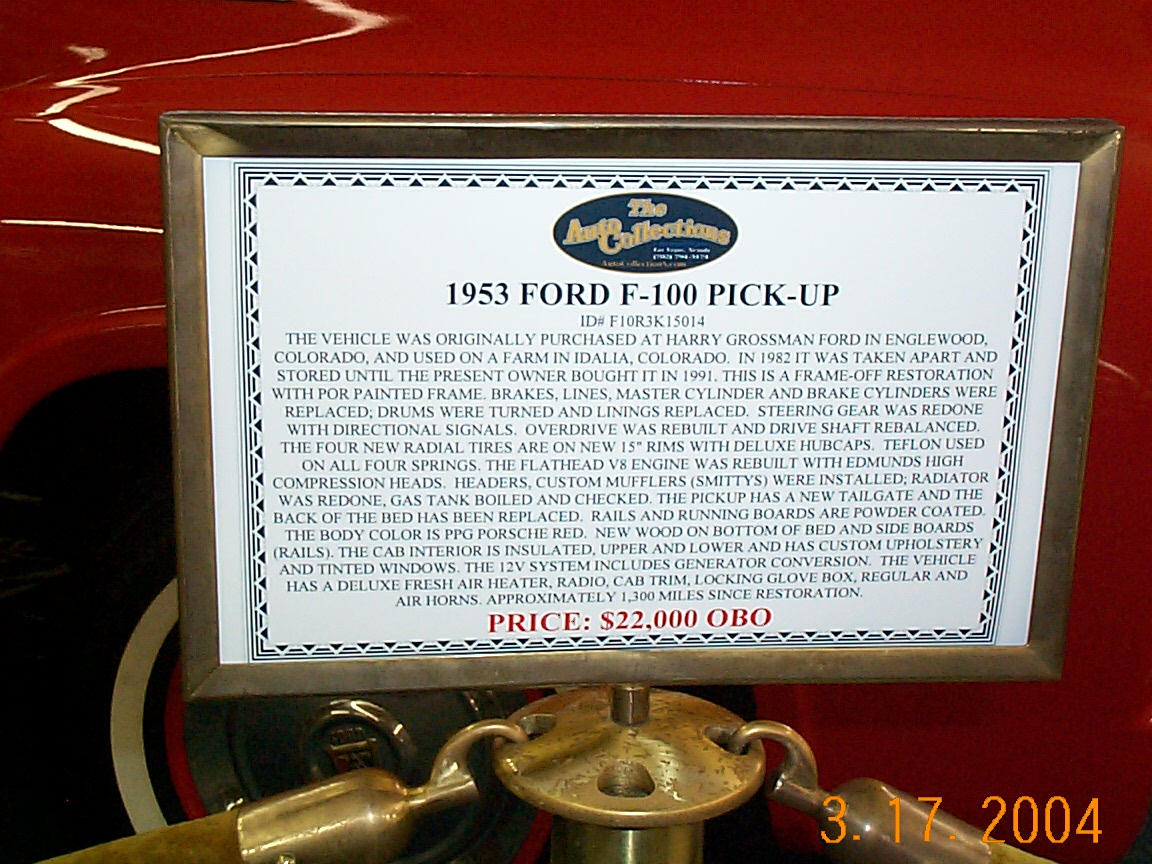 The
Auto Collections
Las Vegas, Nevada
1953 FORD F-100 PICK-UP
ID# F10R3K15014
THE VEHICLE WAS ORIGINALLY PURCHASED AT HARRY GROSSMAN FORD IN ENGLEWOOD,
COLORADO, AND USED ON A FARM IN IDALIA, COLORADO. IN 1982 IT WAS TAKEN APART AND
STORED UNTIL THE PRESENT OWNER BOUGHT IT IN 1991. THIS IS A FRAME-OFF RESTORATION
WITH POR PAINTED FRAME. BRAKES, LINES, MASTER CYLINDER AND BRAKE CYLINDERS WERE
REPLACED; DRUMS WERE TURNED AND LININGS REPLACED. STEERING GEAR WAS REDONE
WITH DIRECTIONAL SIGNALS. OVERDRIVE WAS REBUILT AND DRIVE SHAFT REBALANCED.
THE FOUR NEW RADIAL TIRES ARE ON NEW 15" RIMS WITH DELUXE HUBCAPS. TEFLON USED
ON ALL FOUR SPRINGS. THE FLATHEAD V8 ENGINE WAS REBUILT WITH EDMUNDS HIGH
COMPRESSION HEADS. HEADERS, CUSTOM MUFFLERS (SMITTYS) WERE INSTALLED; RADIATOR
WAS REDONE, GAS TANK BOILED AND CHECKED. THE PICKUP HAS A NEW TAILGATE AND THE
BACK OF THE BED HAS BEEN REPLACED. RAILS AND RUNNING BOARDS ARE POWDER COATED.
THE BODY COLOR IS PPG PORSCHE RED. NEW WOOD ON BOTTOM OF BED AND SIDE BOARDS
(RAILS). THE CAB INTERIOR IS INSULATED, UPPER AND LOWER AND HAS CUSTOM UPHOLSTERY
AND TINTED WINDOWS. THE 12V SYSTEM INCLUDES GENERATOR CONVERSION. THE VEHICLE
HAS A DELUXE FRESH AIR HEATER, RADIO, CAB TRIM, LOCKING GLOVE BOX, REGULAR AND
AIR HORNS. APPROXIMATELY 1,300 MILES SINCE RESTORATION.
PRICE: $22,000 OBO
3. 17. 2004